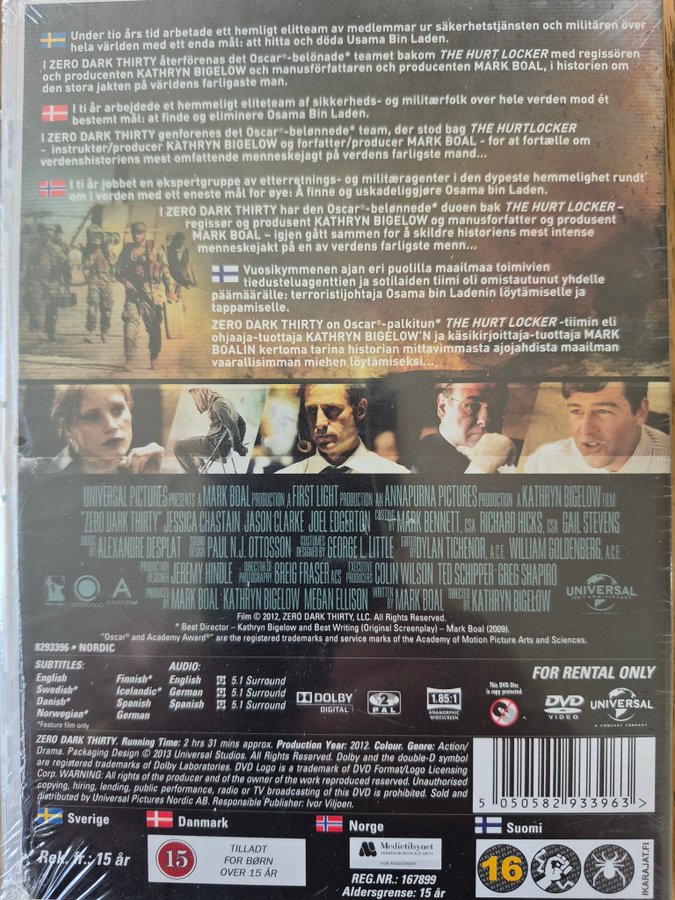 Under tio års tid arbetade ett hemligt elitteam av medlemmar ur säkerhetstjänsten och militären över
hela världen med ett enda mål: att hitta och döda Usama Bin Laden.
I ZERO DARK THIRTY återförenas det Oscar®-belönade* teamet bakom THE HURT LOCKER med regissören
och producenten KATHRYN BIGELOW och manusförfattaren och producenten MARK BOAL, i historien om
den stora jakten på världens farligaste man.
I ti år arbejdede et hemmeligt eliteteam af sikkerheds- og militærfolk over hele verden mod ét
bestemt mål: at finde og eliminere Osama Bin Laden.
I ZERO DARK THIRTY genforenes det Oscar®-belønnede* team, der stod bag THE HURTLOCKER
- instruktør/producer KATHRYN BIGELOW og forfatter/producer MARK BOAL - for at fortælle om
verdenshistoriens mest omfattende menneskejagt på verdens farligste mand...
I ti år jobbet en ekspertgruppe av etterretnings- og militæragenter i den dypeste hemmelighet rundt
om i verden med ett eneste mål for øye: Å finne og uskadeliggjøre Osama bin Laden.
I ZERO DARK THIRTY har den Oscar®-belønnede* duoen bak THE HURT LOCKER –
regissør og produsent KATHRYN BIGELOW og manusforfatter og produsent
MARK BOAL – igjen gått sammen for å skildre historiens mest intense
menneskejakt på en av verdens farligste menn...
Vuosikymmenen ajan eri puolilla maailmaa toimivien
tiedusteluagenttien ja sotilaiden tiimi oli omistautunut yhdelle
päämäärälle: terroristijohtaja Osama bin Ladenin löytämiselle ja
tappamiselle.
ZERO DARK THIRTY on Oscar®-palkitun* THE HURT LOCKER -tiimin eli
ohjaaja-tuottaja KATHRYN BIGELOW'N ja käsikirjoittaja-tuottaja MARK
BOALIN kertoma tarina historian mittavimmasta ajojahdista maailman
vaarallisimman miehen löytämiseksi...
UNIVERSAL PICTURES PRESENTS A MARK BOAL PRODUCTION A FIRST LIGHT PRODUCTION AN ANNAPURNA PICTURES PRODUCTION A KATHRYN BIGELOW FILM
"ZERO DARK THIRTY" JESSICA CHASTAIN JASON CLARKE JOEL EDGERTON CASTING BY MARK BENNETT, CSA RICHARD HICKS, CSA GAIL STEVENS
MUSIC BY ALEXANDRE DESPLAT SOUND DESIGN PAUL N.J. OTTOSSON COSTUMES DESIGNED BY GEORGE L. LITTLE EDITED BY DYLAN TICHENOR, A.C.E. WILLIAM GOLDENBERG, A.C.E.
PRODUCTION DESIGNER JEREMY HINDLE DIRECTOR OF PHOTOGRAPHY GREIG FRASER ACS EXECUTIVE PRODUCERS COLIN WILSON TED SCHIPPER GREG SHAPIRO
PRODUCED BY MARK BOAL KATHRYN BIGELOW MEGAN ELLISON WRITTEN BY MARK BOAL DIRECTED BY KATHRYN BIGELOW
UNIVERSAL
Film © 2012, ZERO DARK THIRTY, LLC. All Rights Reserved.
* Best Director – Kathryn Bigelow and Best Writing (Original Screenplay) – Mark Boal (2009).
"Oscar® and Academy Award®" are the registered trademarks and service marks of the Academy of Motion Picture Arts and Sciences.
8293396 • NORDIC
SUBTITLES:
English Finnish*
Swedish* Icelandic*
Danish* Spanish
Norwegian* German
*Feature film only
AUDIO:
English 5.1 Surround
German 5.1 Surround
Spanish 5.1 Surround
DOLBY
DIGITAL
2
PAL
1.85:1
ANAMORPHIC
WIDESCREEN
FOR RENTAL ONLY
This DVD Disc
is copy protected
DVD
VIDEO
UNIVERSAL
A COMCAST COMPANY
ZERO DARK THIRTY. Running Time: 2 hrs 31 mins approx. Production Year: 2012. Colour. Genre: Action/
Drama. Packaging Design © 2013 Universal Studios. All Rights Reserved. Dolby and the double-D symbol
are registered trademarks of Dolby Laboratories. DVD Logo is a trademark of DVD Format/Logo Licensing
Corp. WARNING: All rights of the producer and of the owner of the work reproduced reserved. Unauthorised
copying, hiring, lending, public performance, radio or TV broadcasting of this DVD is prohibited. Sold and
distributed by Universal Pictures Nordic AB. Responsible Publisher: Ivor Viljoen.
5 050582 933963 >
Sverige
Rek. fr.: 15 år
Danmark
15
TILLADT
FOR BØRN
OVER 15 ÅR
Norge
Medietilsynet
REG.NR.: 167899
Aldersgrense: 15 år
Suomi
16
IKARAJAT.FI